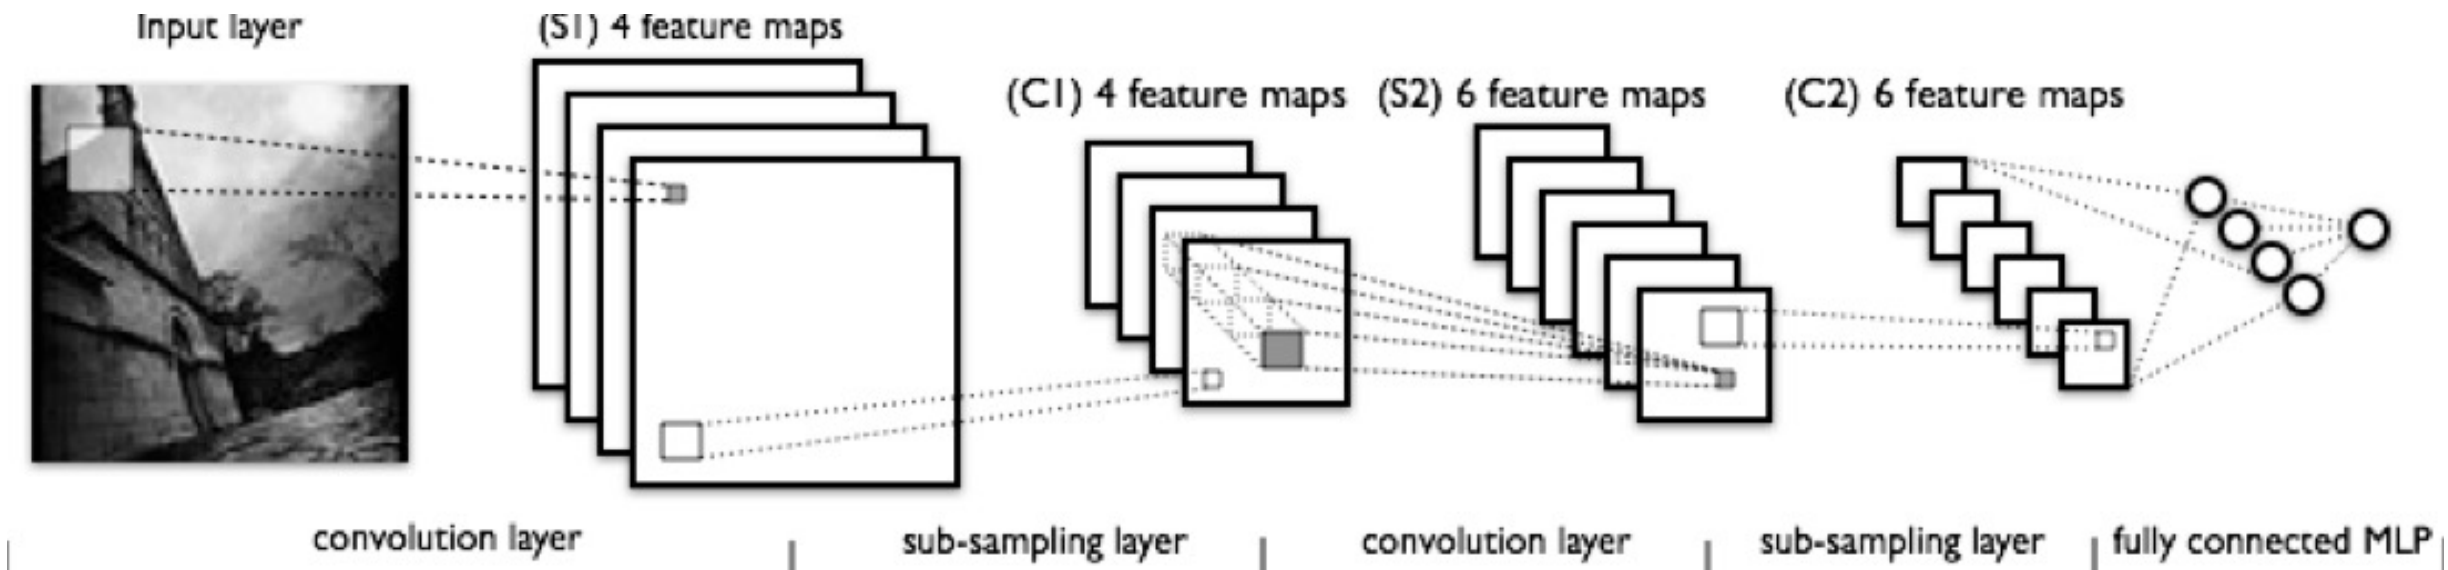 Input layer
(S1) 4 feature maps
(C1) 4 feature maps
(S2) 6 feature maps
(C2) 6 feature maps
convolution layer
sub-sampling layer
convolution layer
sub-sampling layer
fully connected MLP